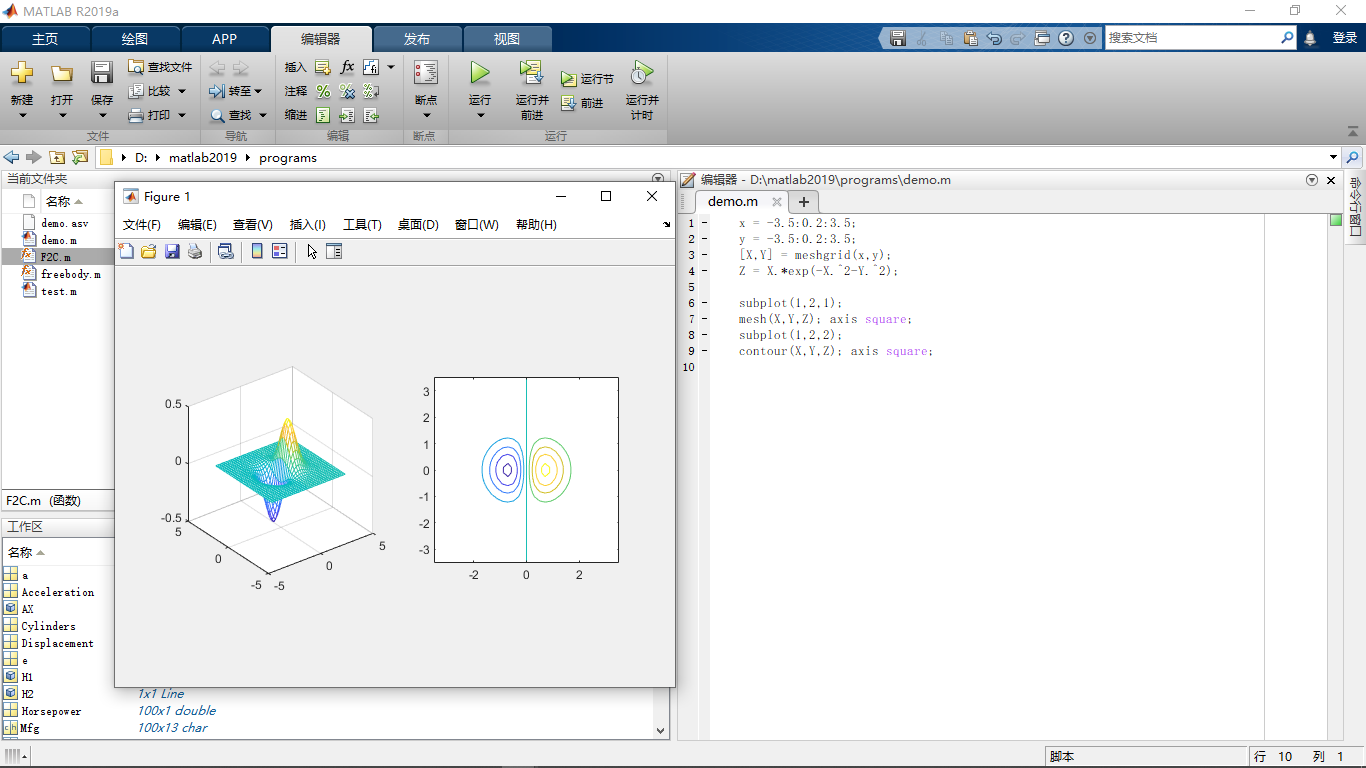 MATLAB R2019a
主页 绘图 APP 编辑器 发布 视图
搜索文档
登录
新建 打开 保存
查找文件
比较
打印
文件
转至
查找
导航
插入
注释
缩进
编辑
断点
断点
运行
运行并
前进
运行节
前进
运行并
计时
运行
D: matlab2019 programs
当前文件夹
名称
demo.asv
demo.m
F2C.m
freebody.m
test.m
F2C.m (函数)
工作区
名称
a
Acceleration
AX
Cylinders
Displacement
e
H1
H2 1x1 Line
Horsepower 100x1 double
Mfg 100x13 char
Figure 1
文件(F) 编辑(E) 查看(V) 插入(I) 工具(T) 桌面(D) 窗口(W) 帮助(H)
0.5
0
-0.5
5
0
-5
-5
0
5
3
2
1
0
-1
-2
-3
-2 0 2
编辑器 - D:\matlab2019\programs\demo.m
demo.m
1 - x = -3.5:0.2:3.5;
2 - y = -3.5:0.2:3.5;
3 - [X,Y] = meshgrid(x,y);
4 - Z = X.*exp(-X.^2-Y.^2);
5
6 - subplot(1,2,1);
7 - mesh(X,Y,Z); axis square;
8 - subplot(1,2,2);
9 - contour(X,Y,Z); axis square;
10
命令行窗口
脚本
行 10 列 1